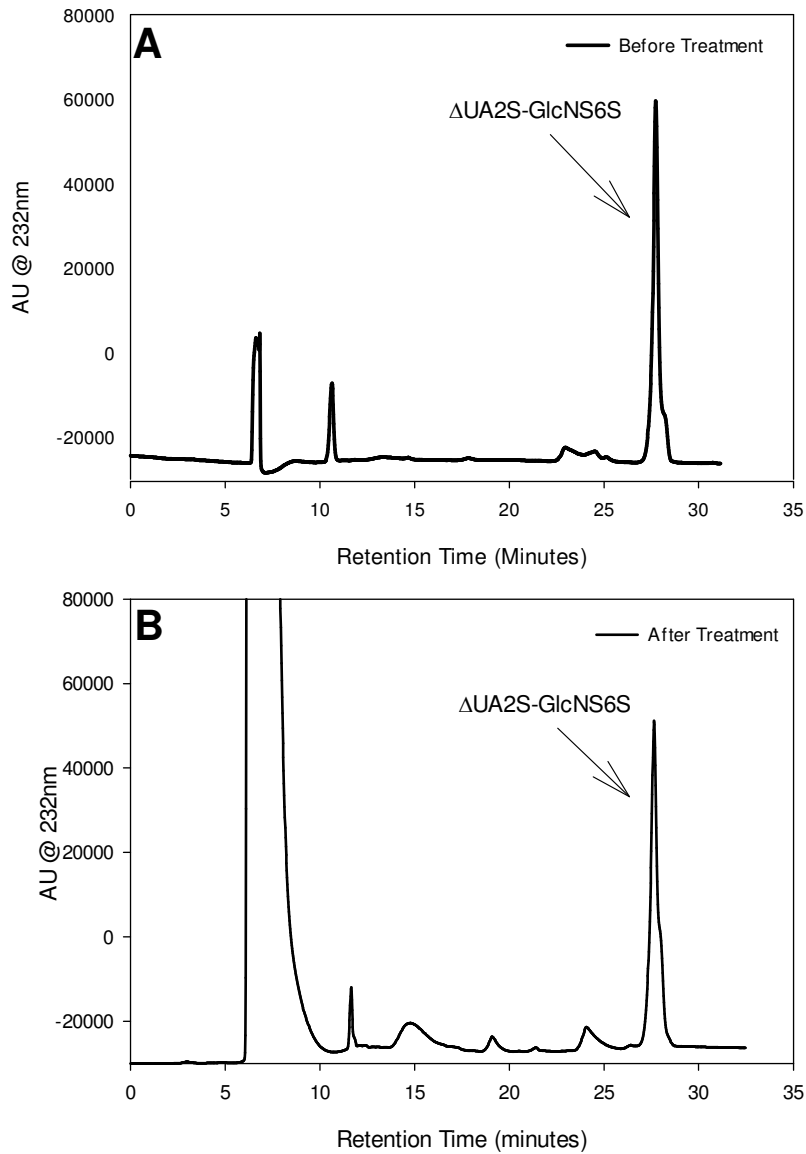 80000
A
Before Treatment
60000
ΔUA2S-GlcNS6S
40000
AU @ 232nm
20000
0
-20000
0 5 10 15 20 25 30 35
Retention Time (Minutes)
80000
B
After Treatment
60000
ΔUA2S-GlcNS6S
40000
AU @ 232nm
20000
0
-20000
0 5 10 15 20 25 30 35
Retention Time (minutes)